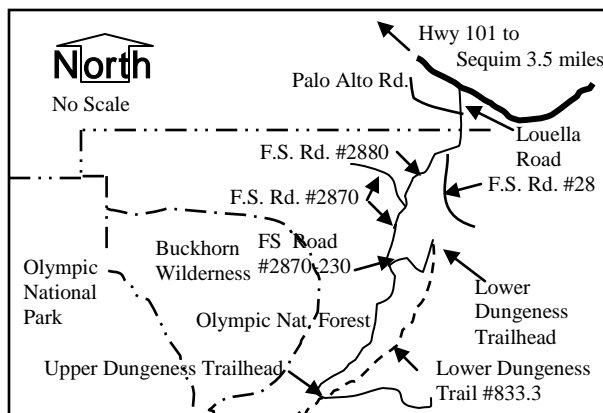 Hwy 101 to
Sequim 3.5 miles
North
No Scale
Palo Alto Rd.
Louella
Road
F.S. Rd. #2880
F.S. Rd. #28
F.S. Rd. #2870
FS Road
#2870-230
Buckhorn
Wilderness
Olympic
National
Park
Lower
Dungeness
Trailhead
Olympic Nat. Forest
Upper Dungeness Trailhead
Lower Dungeness
Trail #833.3